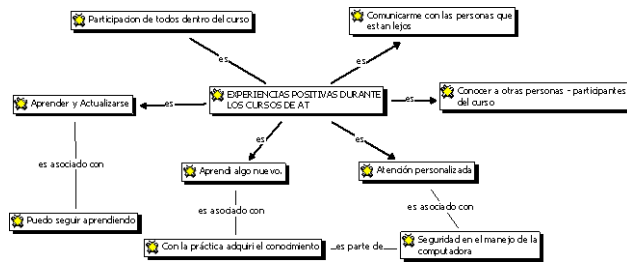 Participacion de todos dentro del curso
Comunicarme con las personas que
estan lejos
es
es
EXPERIENCIAS POSITIVAS DURANTE
LOS CURSOS DE AT
Conocer a otras personas - participantes
del curso
Aprender y Actualizarse
es
es
es
es
es asociado con
Aprendi algo nuevo.
Atención personalizada
es asociado con
es asociado con
Puedo seguir aprendiendo
Con la práctica adquiri el conocimiento
es parte de
Seguridad en el manejo de la
computadora